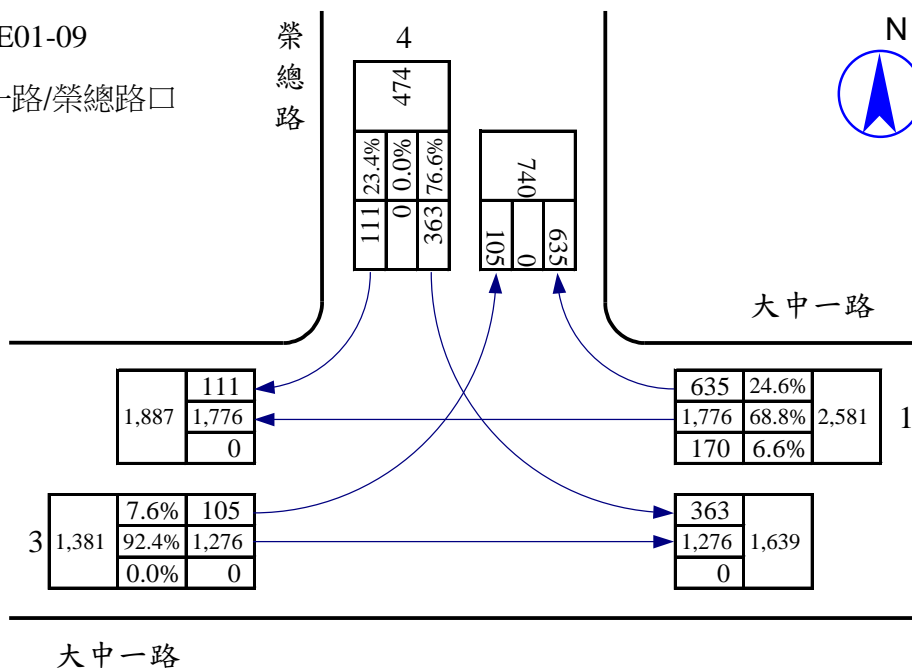 E01-09
一路/榮總路口
榮總路
4
N
474
23.4% 0.0% 76.6%
111 0 363
740
105 0 635
大中一路
111
1,887 1,776
0
635 24.6%
1,776 68.8% 2,581 1
170 6.6%
7.6% 105
3 1,381 92.4% 1,276
0.0% 0
363
1,276 1,639
0
大中一路